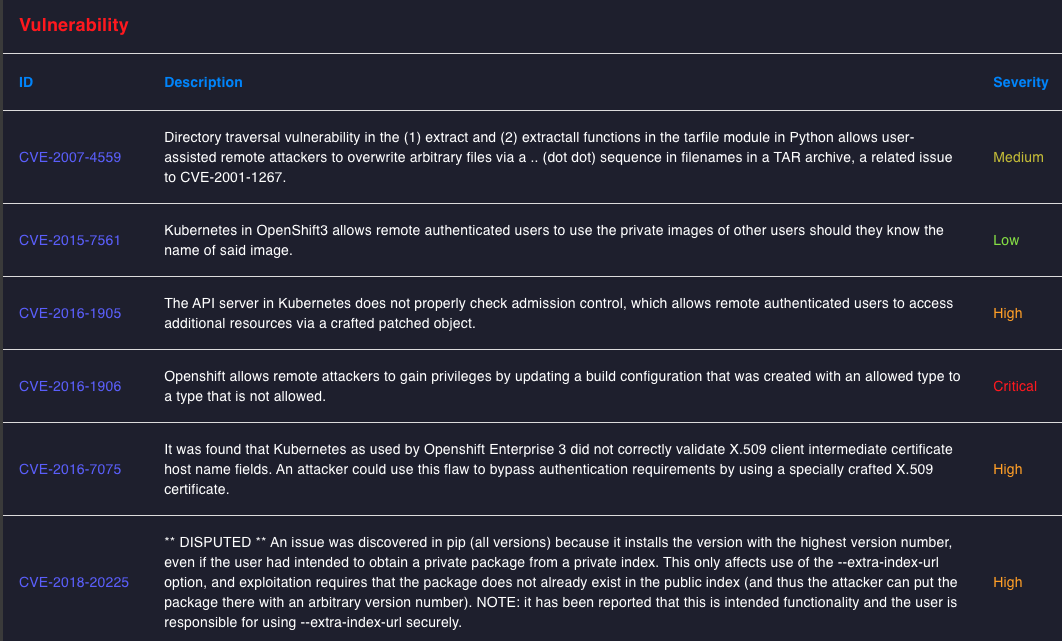 Vulnerability
ID Description Severity
Directory traversal vulnerability in the (1) extract and (2) extractall functions in the tarfile module in Python allows user-
CVE-2007-4559 assisted remote attackers to overwrite arbitrary files via a .. (dot dot) sequence in filenames in a TAR archive, a related issue Medium
to CVE-2001-1267.
Kubernetes in OpenShift3 allows remote authenticated users to use the private images of other users should they know the
CVE-2015-7561 Low
name of said image.
The API server in Kubernetes does not properly check admission control, which allows remote authenticated users to access
CVE-2016-1905 High
additional resources via a crafted patched object.
Openshift allows remote attackers to gain privileges by updating a build configuration that was created with an allowed type to
CVE-2016-1906 Critical
a type that is not allowed.
It was found that Kubernetes as used by Openshift Enterprise 3 did not correctly validate X.509 client intermediate certificate
CVE-2016-7075 host name fields. An attacker could use this flaw to bypass authentication requirements by using a specially crafted X.509 High
certificate.
** DISPUTED ** An issue was discovered in pip (all versions) because it installs the version with the highest version number,
even if the user had intended to obtain a private package from a private index. This only affects use of the --extra-index-url
CVE-2018-20225 option, and exploitation requires that the package does not already exist in the public index (and thus the attacker can put the High
package there with an arbitrary version number). NOTE: it has been reported that this is intended functionality and the user is
responsible for using --extra-index-url securely.